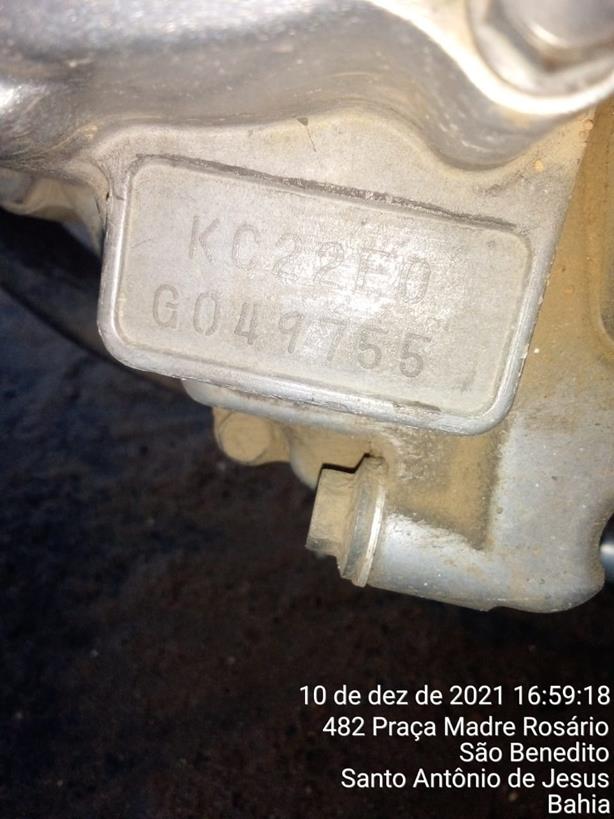 KC22E0
G049755
10 de dez de 2021 16:59:18
482 Praça Madre Rosário
São Benedito
Santo Antônio de Jesus
Bahia